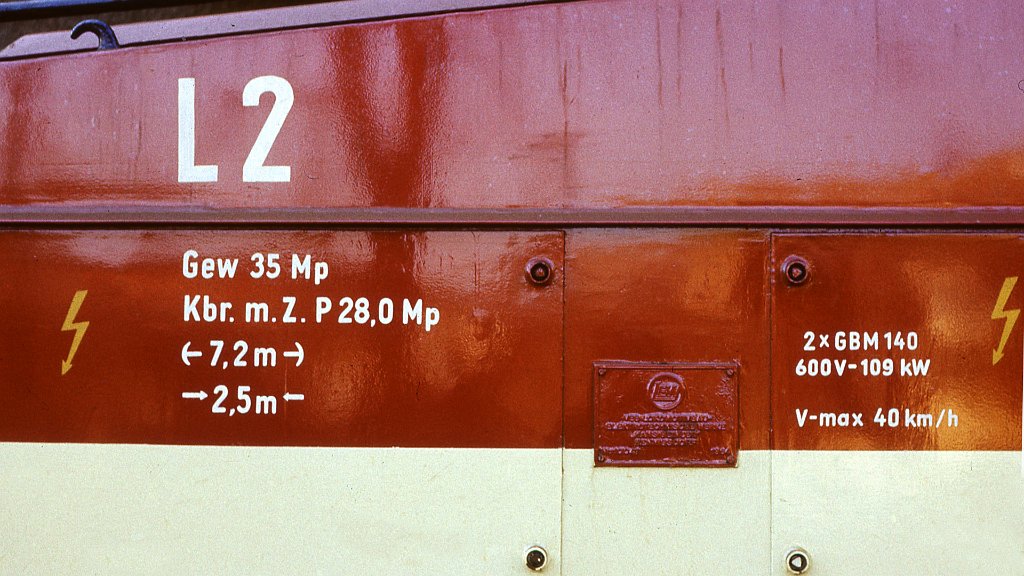 L 2
Gew 35 Mp
Kbr. m. Z. P 28,0 Mp
(← 7,2 m →)
→ 2,5 m ←
2 x GBM 140
600 V - 109 kW
V-max 40 km/h